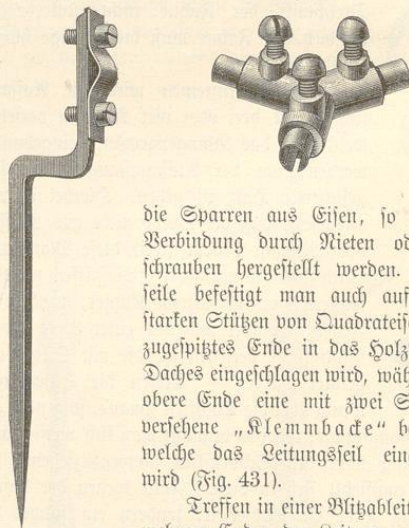 die Sparren aus Eisen, so
Verbindung durch Nieten od
schrauben hergestellt werden.
seile befestigt man auch auf
starken Stützen von Quadrateise
zugespitztes Ende in das Holz
Daches eingeschlagen wird, wäh
obere Ende eine mit zwei S
versehene „Klemmbacke“ be
welche das Leitungsseil ein
wird (Fig. 431).
Treffen in einer Blitzableit